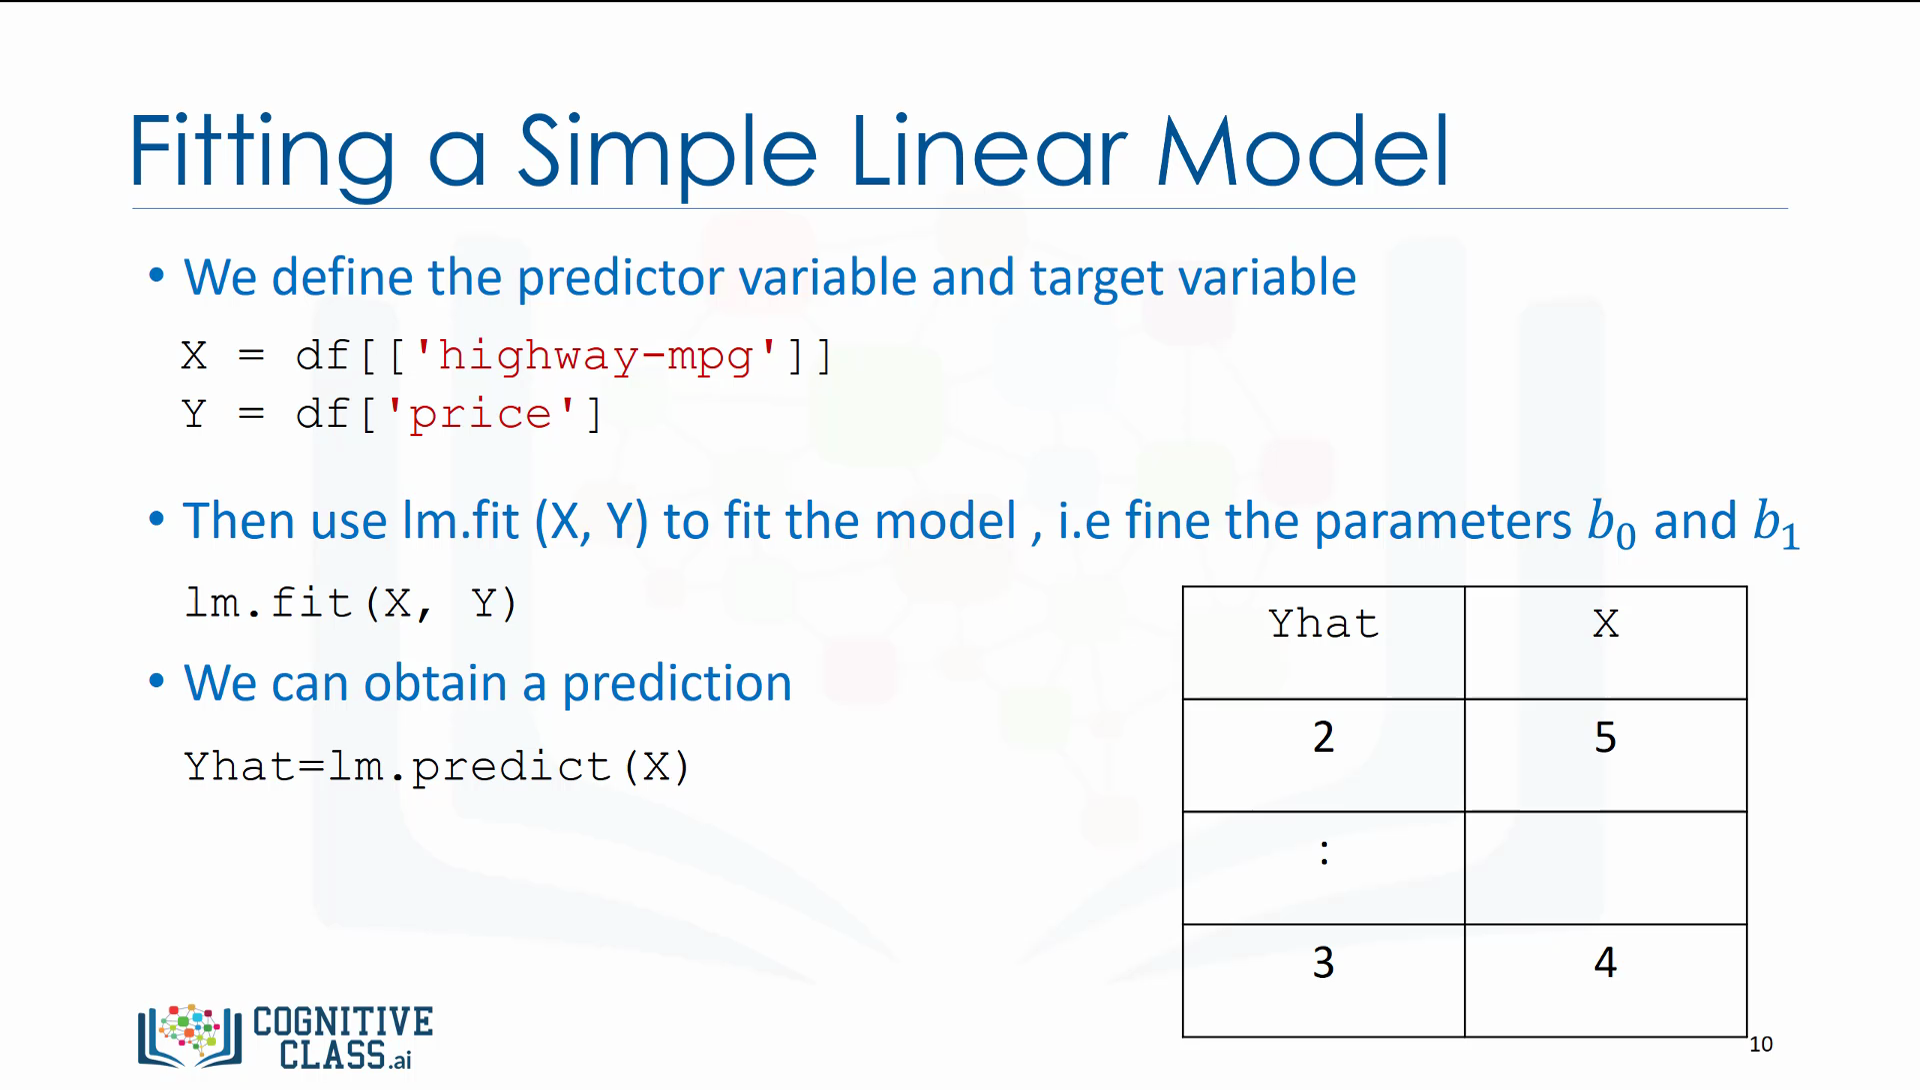 Fitting a Simple Linear Model
• We define the predictor variable and target variable
X = df[['highway-mpg']]
Y = df['price']
• Then use lm.fit (X, Y) to fit the model , i.e fine the parameters b₀ and b₁
lm.fit(X, Y)
• We can obtain a prediction
Yhat=lm.predict(X)
Yhat X
2 5
:
3 4
COGNITIVE
CLASS.ai
10